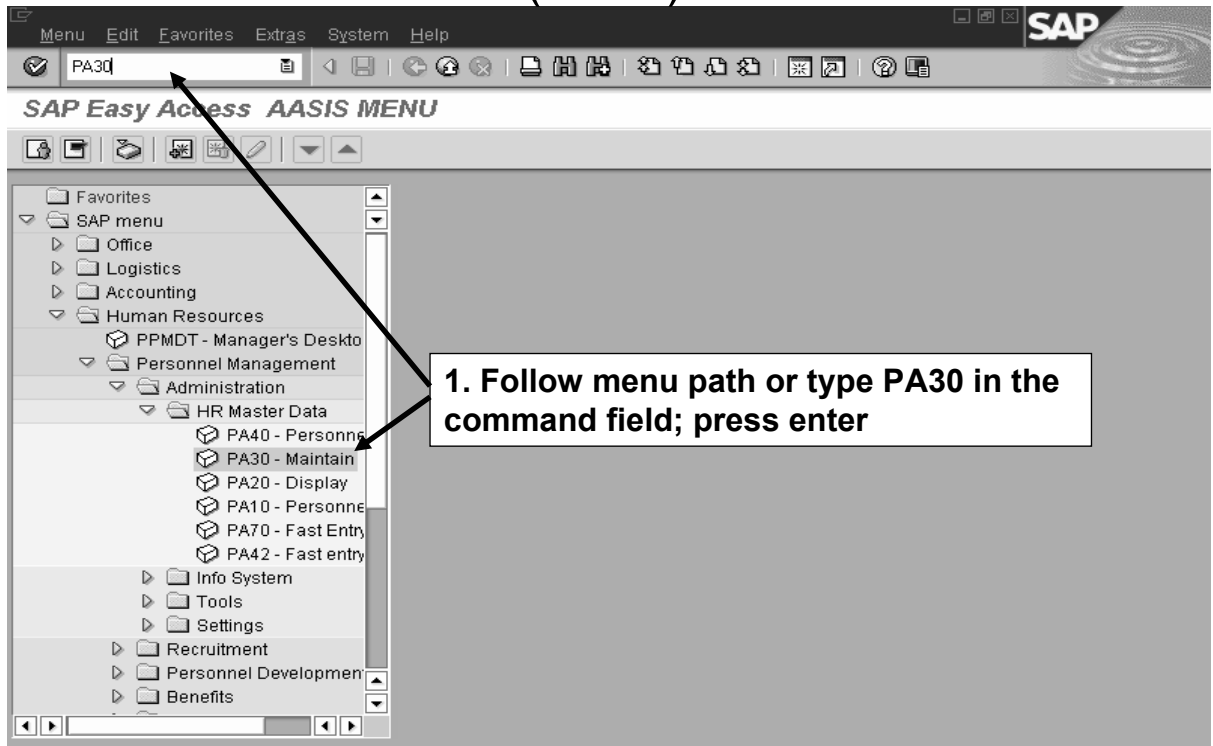 Menu Edit Favorites Extras System Help
SAP
PA30
SAP Easy Access AASIS MENU
Favorites
SAP menu
Office
Logistics
Accounting
Human Resources
PPMDT - Manager's Deskto
Personnel Management
Administration
HR Master Data
PA40 - Personne
PA30 - Maintain
PA20 - Display
PA10 - Personne
PA70 - Fast Entry
PA42 - Fast entry
Info System
Tools
Settings
Recruitment
Personnel Developmen
Benefits
1. Follow menu path or type PA30 in the
command field; press enter